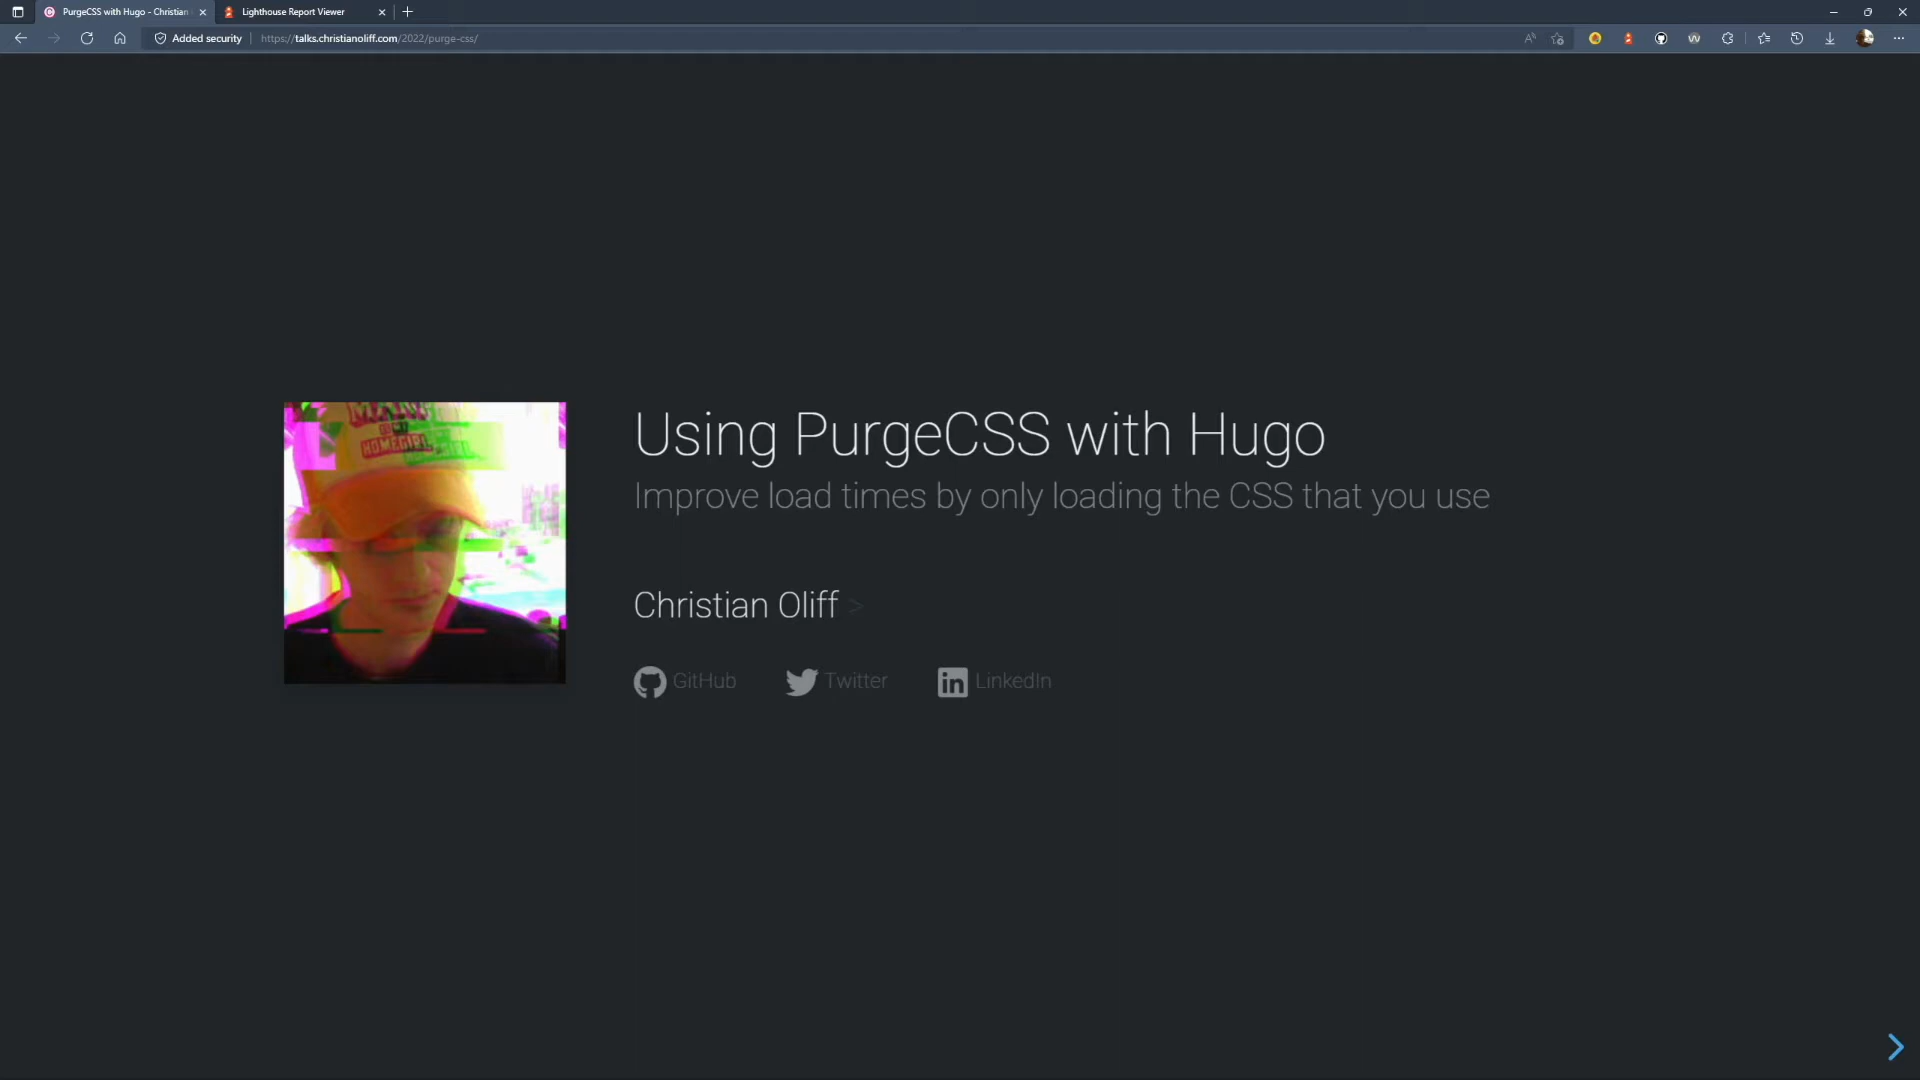 PurgeCSS with Hugo - Christian
Lighthouse Report Viewer
Added security
https://talks.christianoliff.com/2022/purge-css/
HOMEGIRL
Using PurgeCSS with Hugo
Improve load times by only loading the CSS that you use
Christian Oliff >
GitHub Twitter LinkedIn